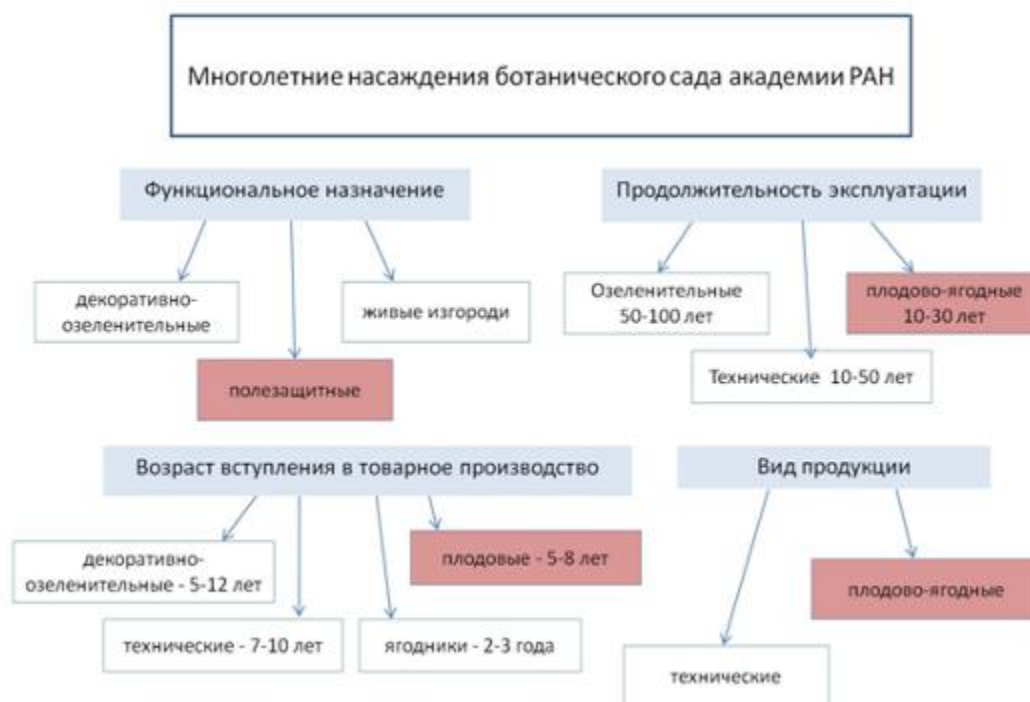 Многолетние насаждения ботанического сада академии РАН
Функциональное назначение
Продолжительность эксплуатации
декоративно-
озеленительные
живые изгороди
полезащитные
Озеленительные
50-100 лет
плодово-ягодные
10-30 лет
Технические 10-50 лет
Возраст вступления в товарное производство
Вид продукции
декоративно-
озеленительные - 5-12 лет
плодовые - 5-8 лет
технические - 7-10 лет
ягодники - 2-3 года
плодово-ягодные
технические